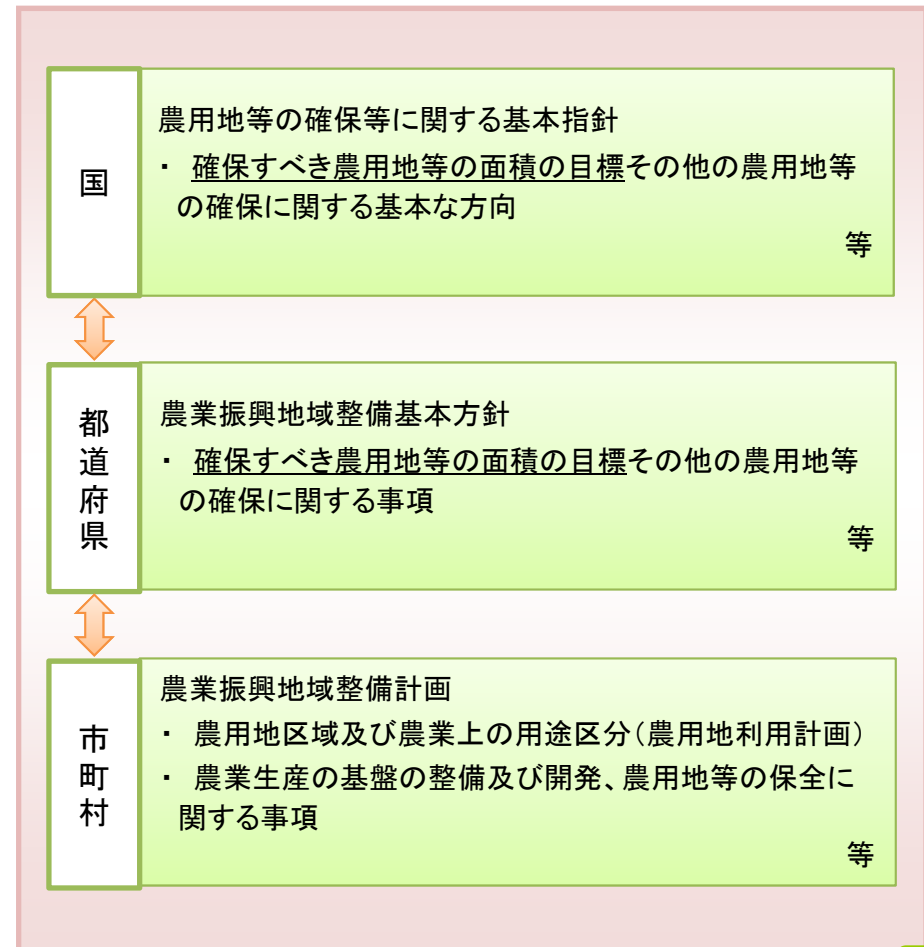 国
農用地等の確保等に関する基本指針
・ 確保すべき農用地等の面積の目標その他の農用地等
の確保に関する基本な方向
等
都道府県
農業振興地域整備基本方針
・ 確保すべき農用地等の面積の目標その他の農用地等
の確保に関する事項
等
市町村
農業振興地域整備計画
・ 農用地区域及び農業上の用途区分（農用地利用計画）
・ 農業生産の基盤の整備及び開発、農用地等の保全に
関する事項
等